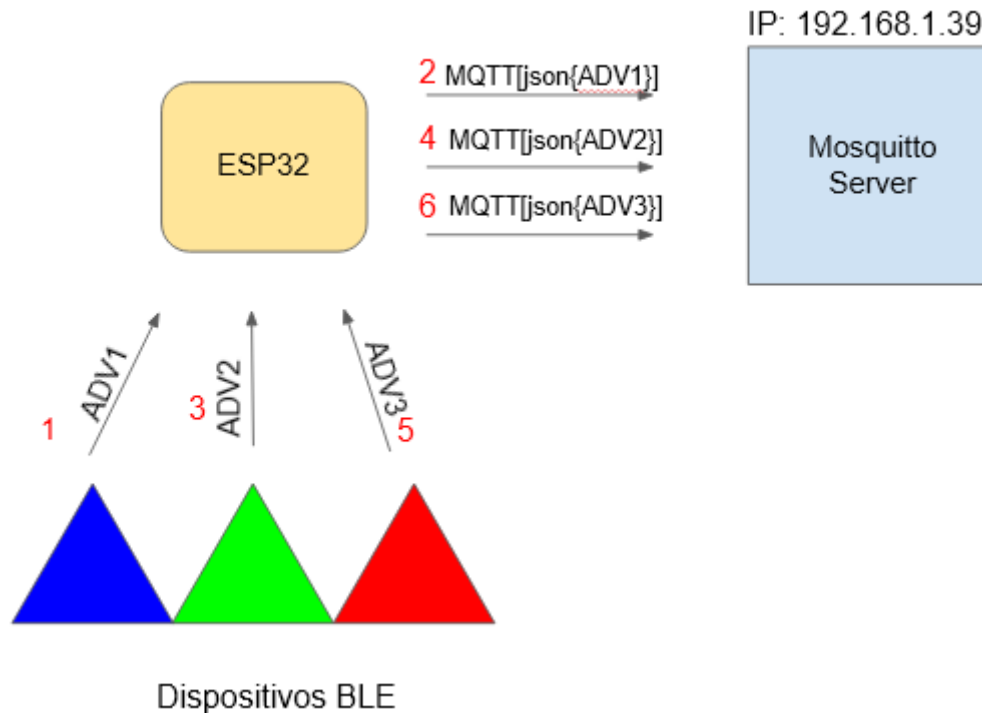 IP: 192.168.1.39
2 MQTT[json{ADV1}]
ESP32
4 MQTT[json{ADV2}]
Mosquitto
Server
6 MQTT[json{ADV3}]
1 ADV1
3 ADV2
ADV3 5
Dispositivos BLE